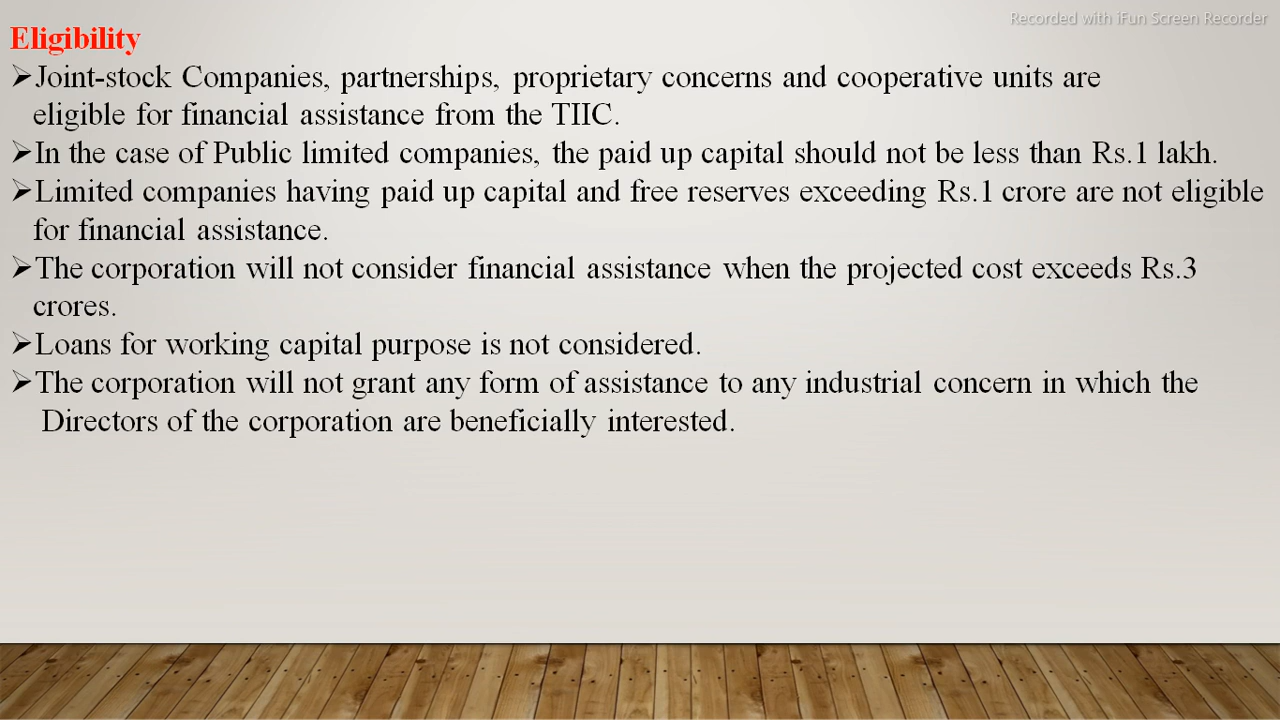 Recorded with iFun Screen Recorder
Eligibility
➢Joint-stock Companies, partnerships, proprietary concerns and cooperative units are
eligible for financial assistance from the TIIC.
➢In the case of Public limited companies, the paid up capital should not be less than Rs.1 lakh.
➢Limited companies having paid up capital and free reserves exceeding Rs.1 crore are not eligible
for financial assistance.
➢The corporation will not consider financial assistance when the projected cost exceeds Rs.3
crores.
➢Loans for working capital purpose is not considered.
➢The corporation will not grant any form of assistance to any industrial concern in which the
Directors of the corporation are beneficially interested.